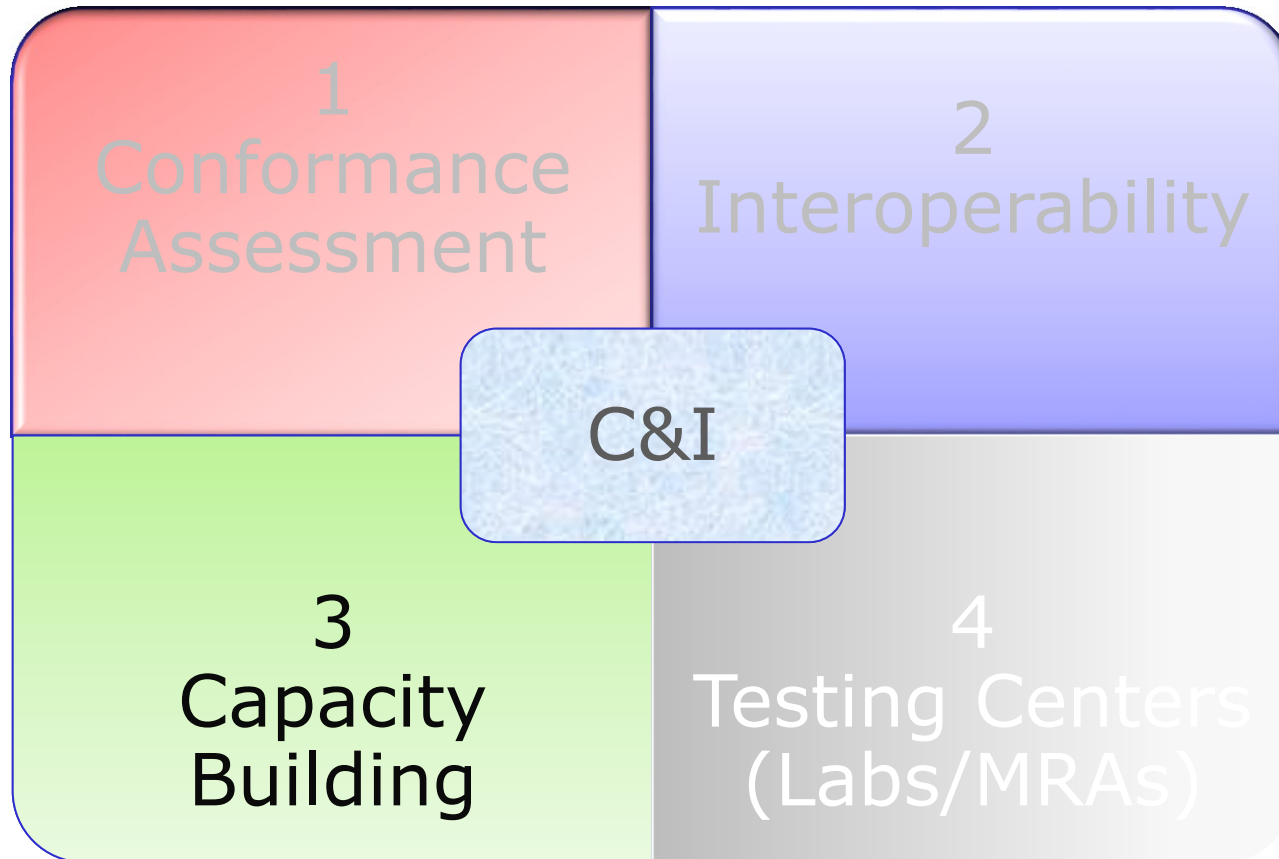 1
Conformance
Assessment
2
Interoperability
C&I
3
Capacity
Building
4
Testing Centers
(Labs/MRAs)